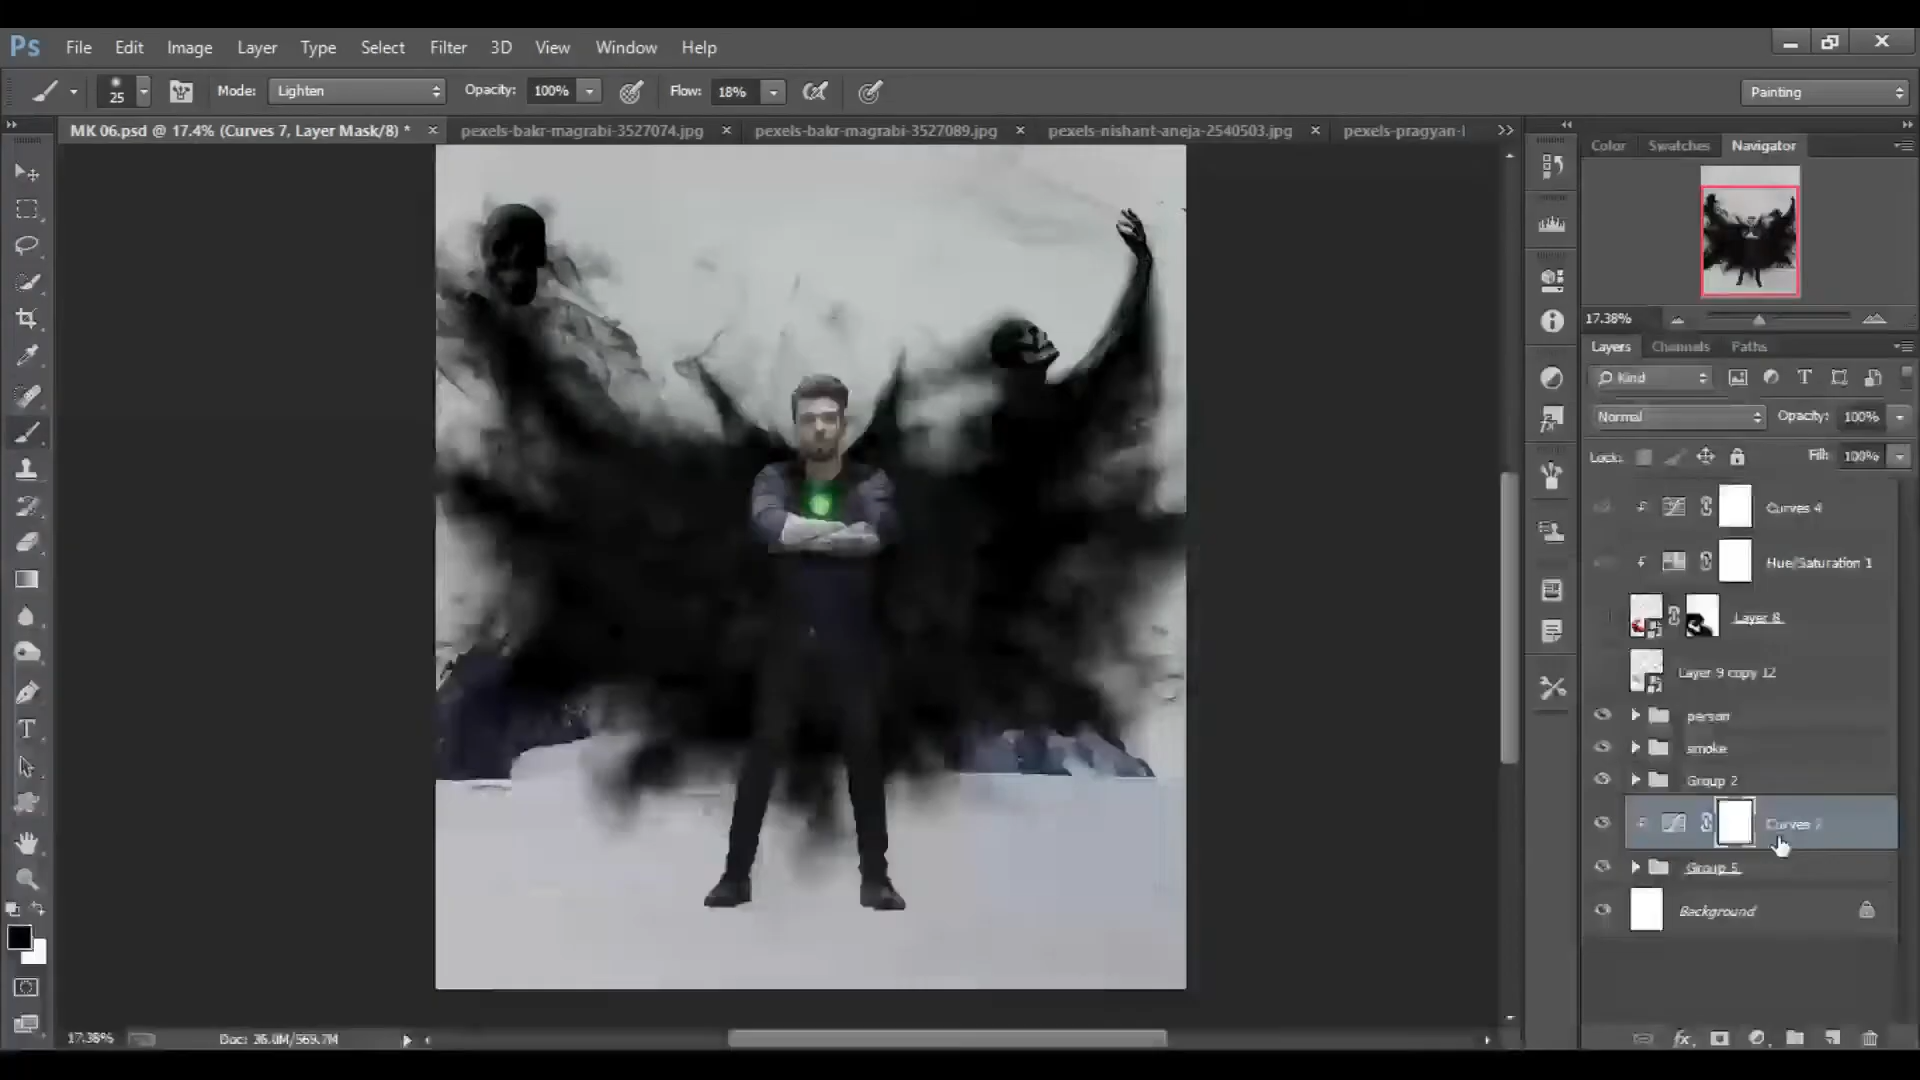 Ps File Edit Image Layer Type Select Filter 3D View Window Help
25 Mode: Lighten Opacity: 100% Flow: 18% Painting
MK 06.psd @ 17.4% (Curves 7, Layer Mask/8) * × pexels-bakr-magrabi-3527074.jpg × pexels-bakr-magrabi-3527089.jpg × pexels-nishant-aneja-2540503.jpg × pexels-pragyan-
Color Swatches Navigator
17.38%
Layers Channels Paths
Kind
Normal Opacity: 100%
Lock: Fill: 100%
Curves 4
Hue/Saturation 1
Layer 8
Layer 9 copy 12
person
smoke
Group 2
Curves 7
Group 5
Background
17.38% Doc: 36.0M/569.7M